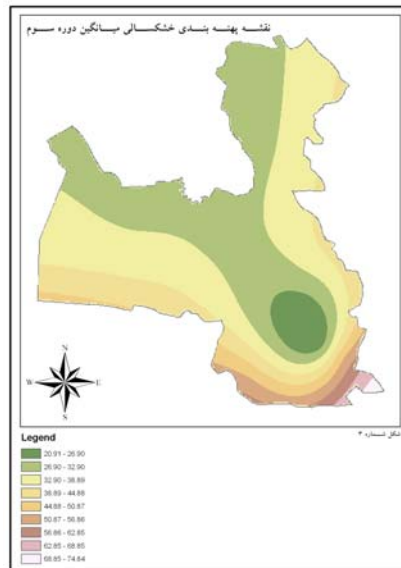 نقشه پهنه بندی خشکسالی میانگین دوره سوم
N
W E
S
شکل شماره ۳
Legend
20.91 - 26.90
26.90 - 32.90
32.90 - 38.89
38.89 - 44.88
44.88 - 50.87
50.87 - 56.86
56.86 - 62.85
62.85 - 68.85
68.85 - 74.84